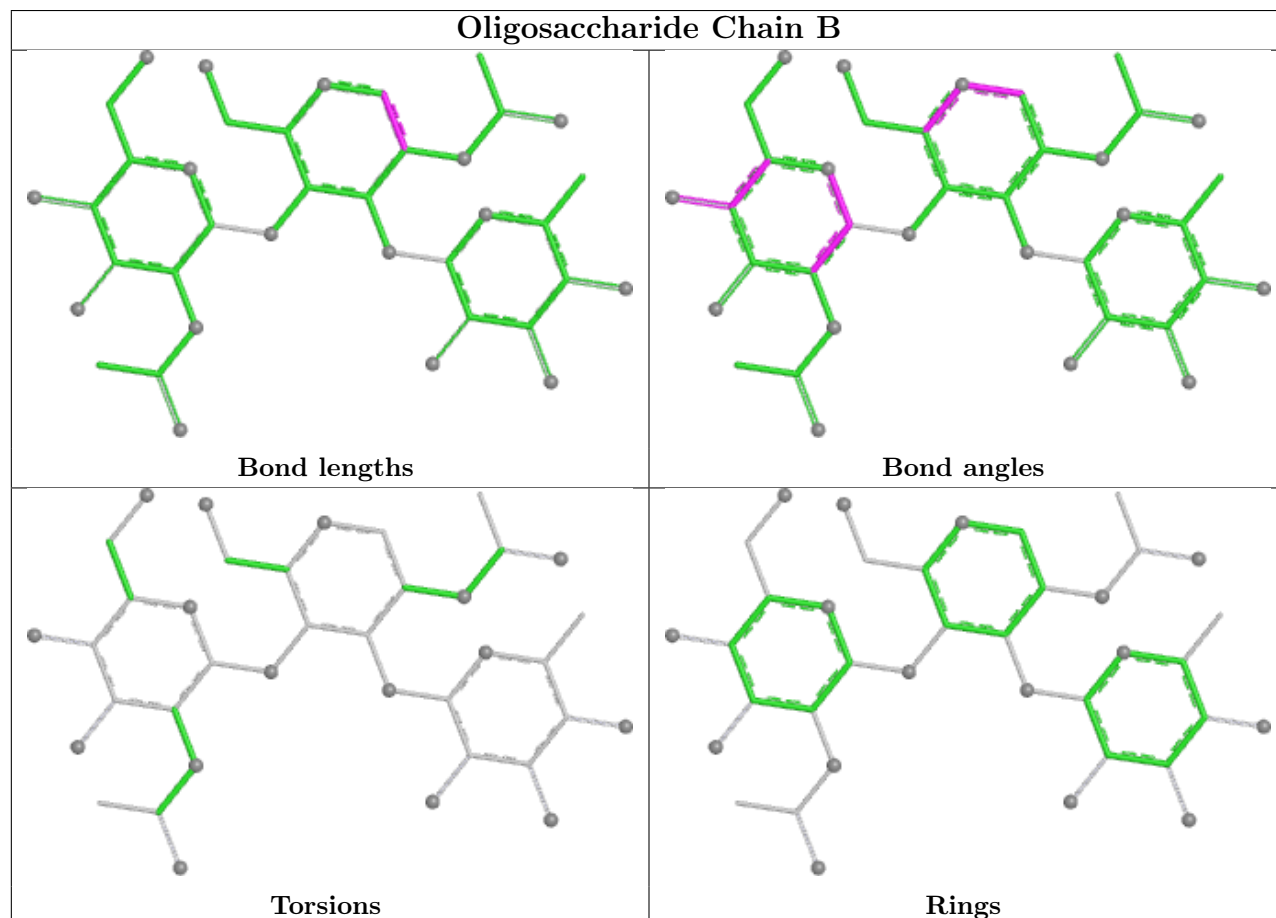 Oligosaccharide Chain B
Bond lengths
Bond angles
Torsions
Rings